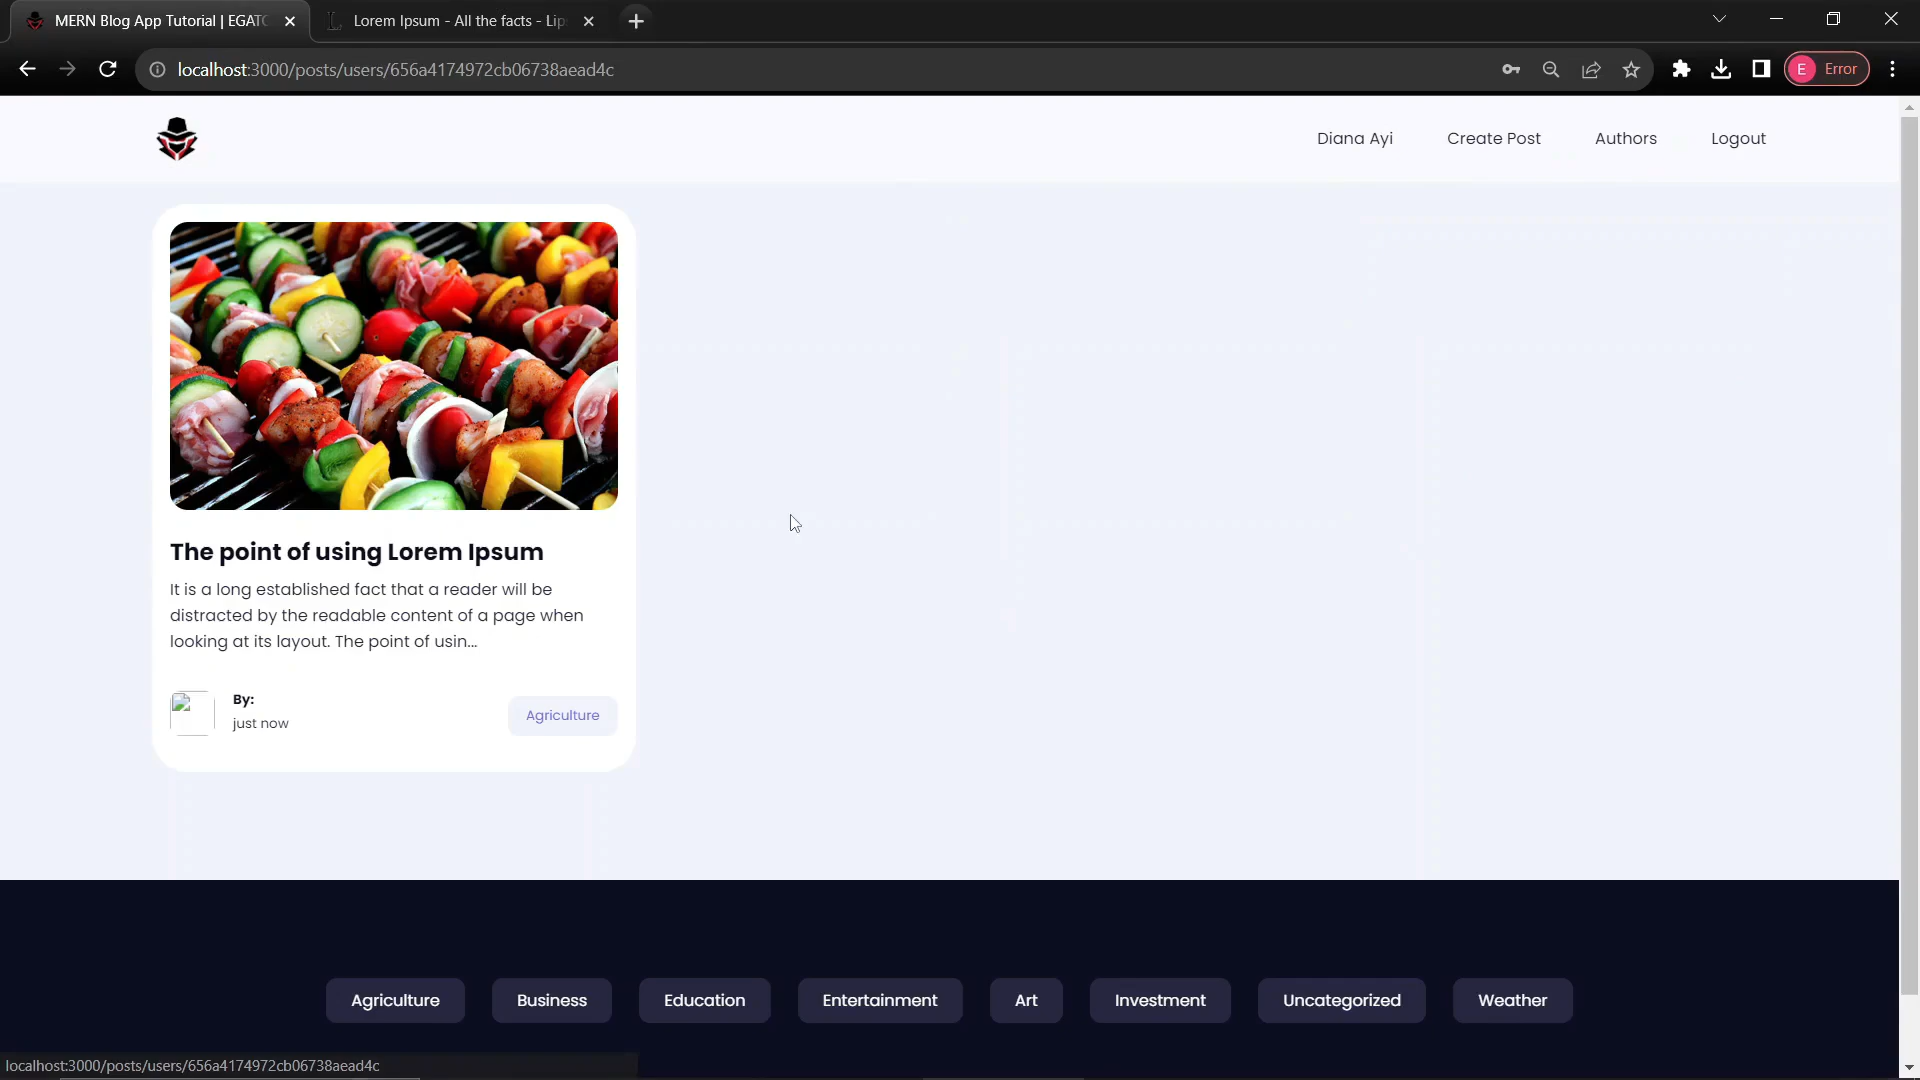 MERN Blog App Tutorial | EGATO
Lorem Ipsum - All the facts - Lip
localhost:3000/posts/users/656a4174972cb06738aead4c
E Error
Diana Ayi
Create Post
Authors
Logout
The point of using Lorem Ipsum
It is a long established fact that a reader will be
distracted by the readable content of a page when
looking at its layout. The point of usin...
By:
just now
Agriculture
Agriculture
Business
Education
Entertainment
Art
Investment
Uncategorized
Weather
localhost:3000/posts/users/656a4174972cb06738aead4c